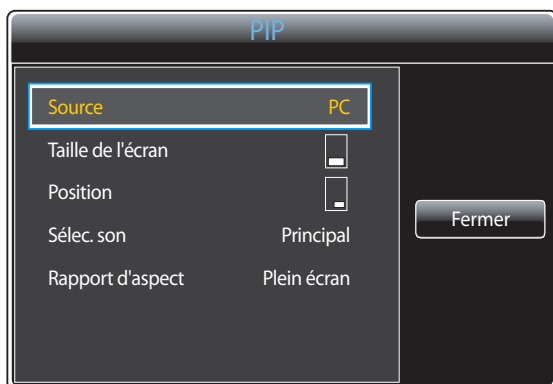 PIP
Source PC
Taille de l'écran
Position
Sélec. son Principal
Rapport d'aspect Plein écran
Fermer